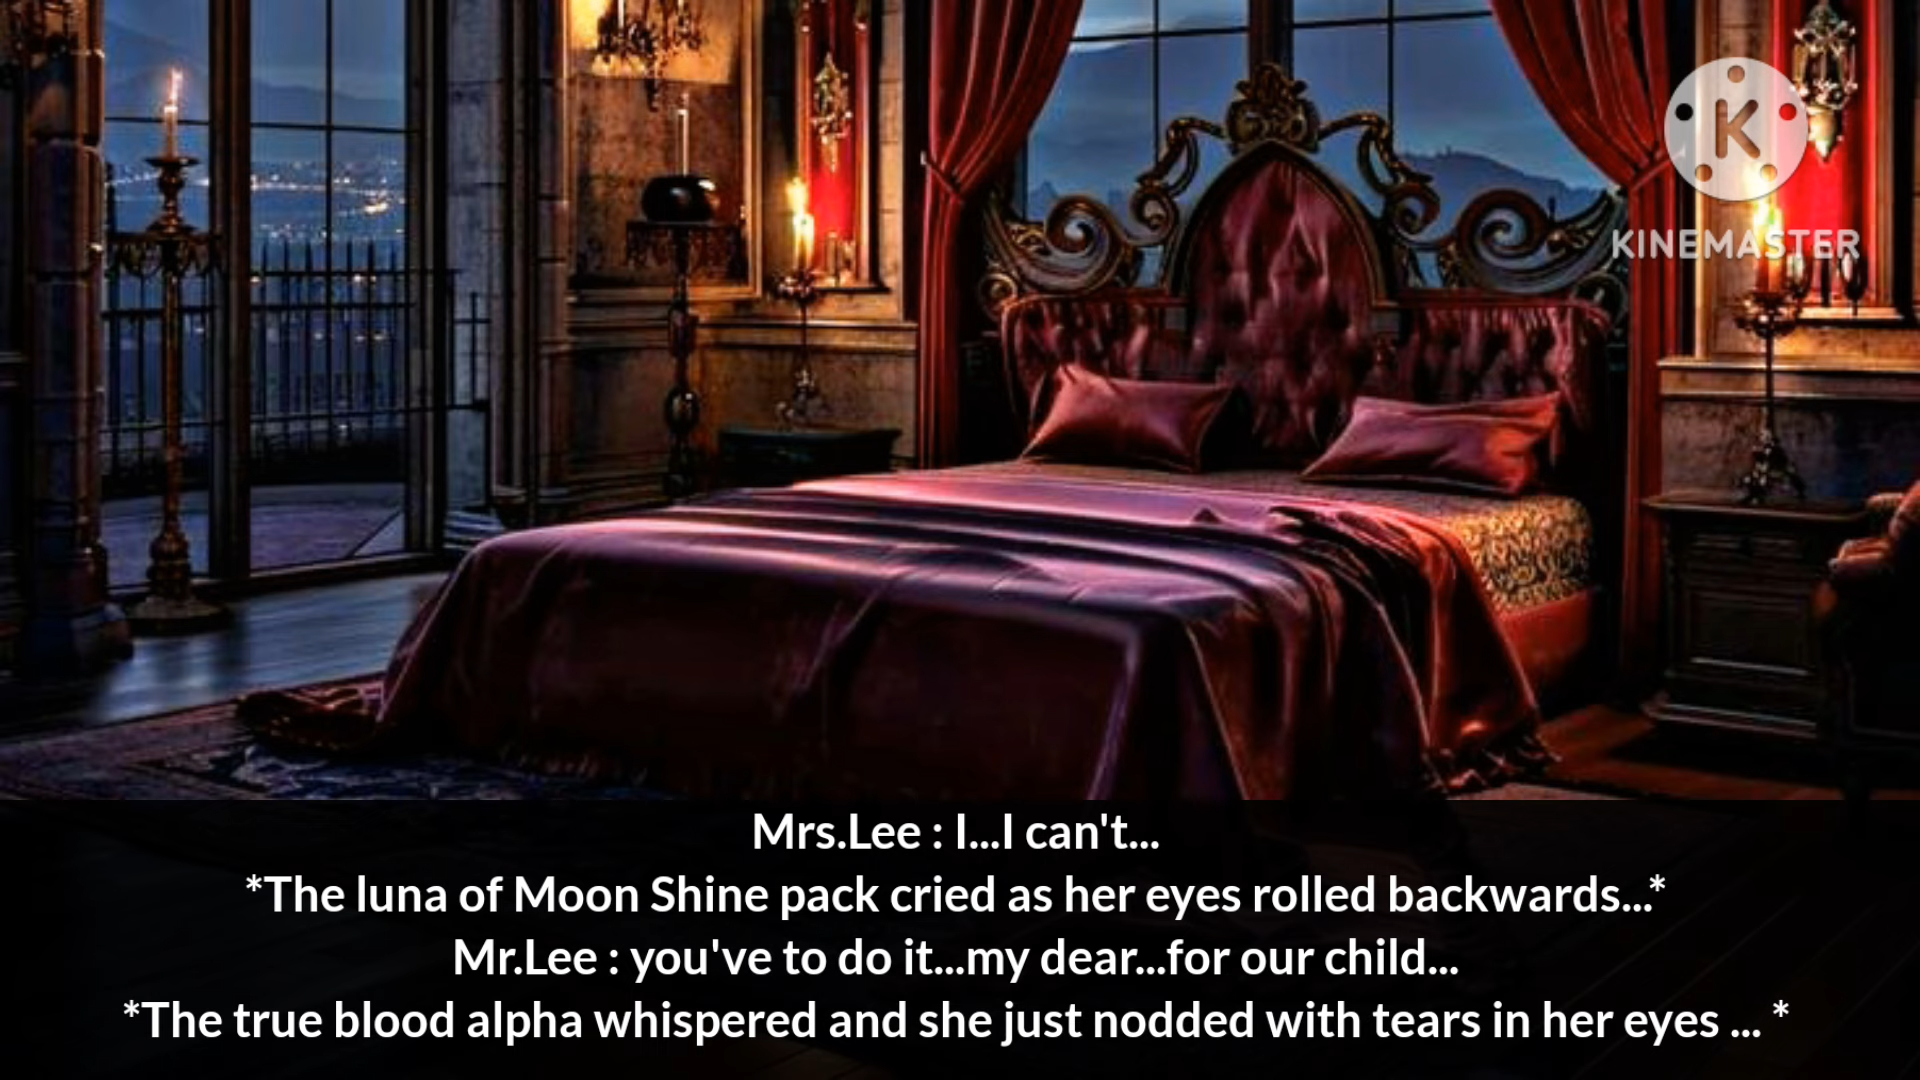 K
KINEMASTER
Mrs.Lee : I...I can't...
*The luna of Moon Shine pack cried as her eyes rolled backwards...*
Mr.Lee : you've to do it...my dear...for our child...
*The true blood alpha whispered and she just nodded with tears in her eyes ... *